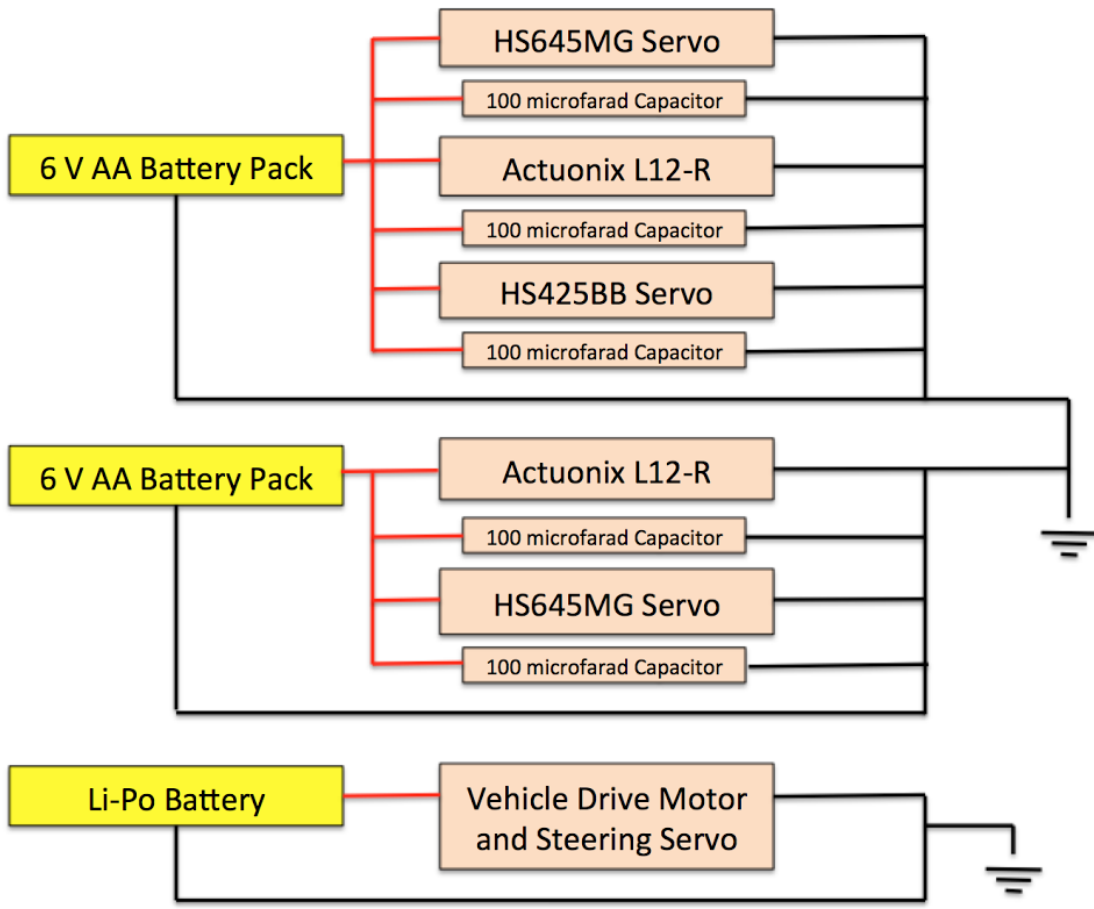 HS645MG Servo
100 microfarad Capacitor
6 V AA Battery Pack
Actuonix L12-R
100 microfarad Capacitor
HS425BB Servo
100 microfarad Capacitor
6 V AA Battery Pack
Actuonix L12-R
100 microfarad Capacitor
HS645MG Servo
100 microfarad Capacitor
Li-Po Battery
Vehicle Drive Motor
and Steering Servo